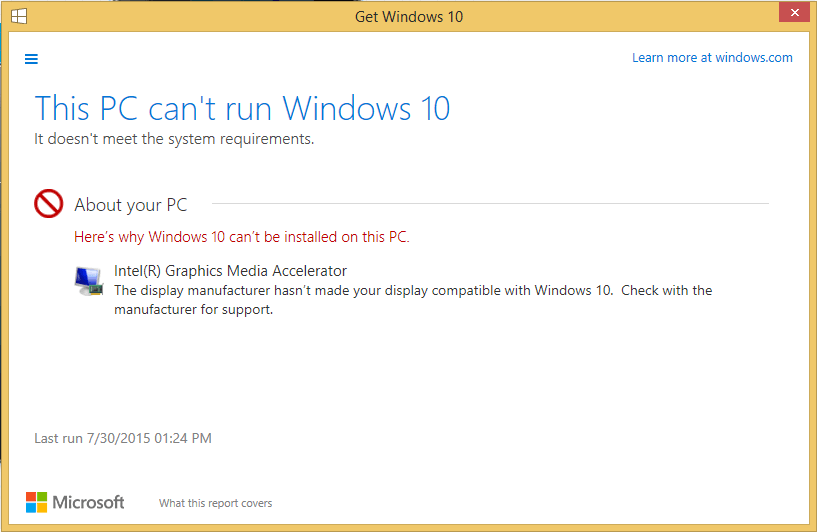 Get Windows 10
Learn more at windows.com
This PC can't run Windows 10
It doesn't meet the system requirements.
About your PC
Here's why Windows 10 can't be installed on this PC.
Intel(R) Graphics Media Accelerator
The display manufacturer hasn't made your display compatible with Windows 10.  Check with the
manufacturer for support.
Last run 7/30/2015 01:24 PM
Microsoft
What this report covers